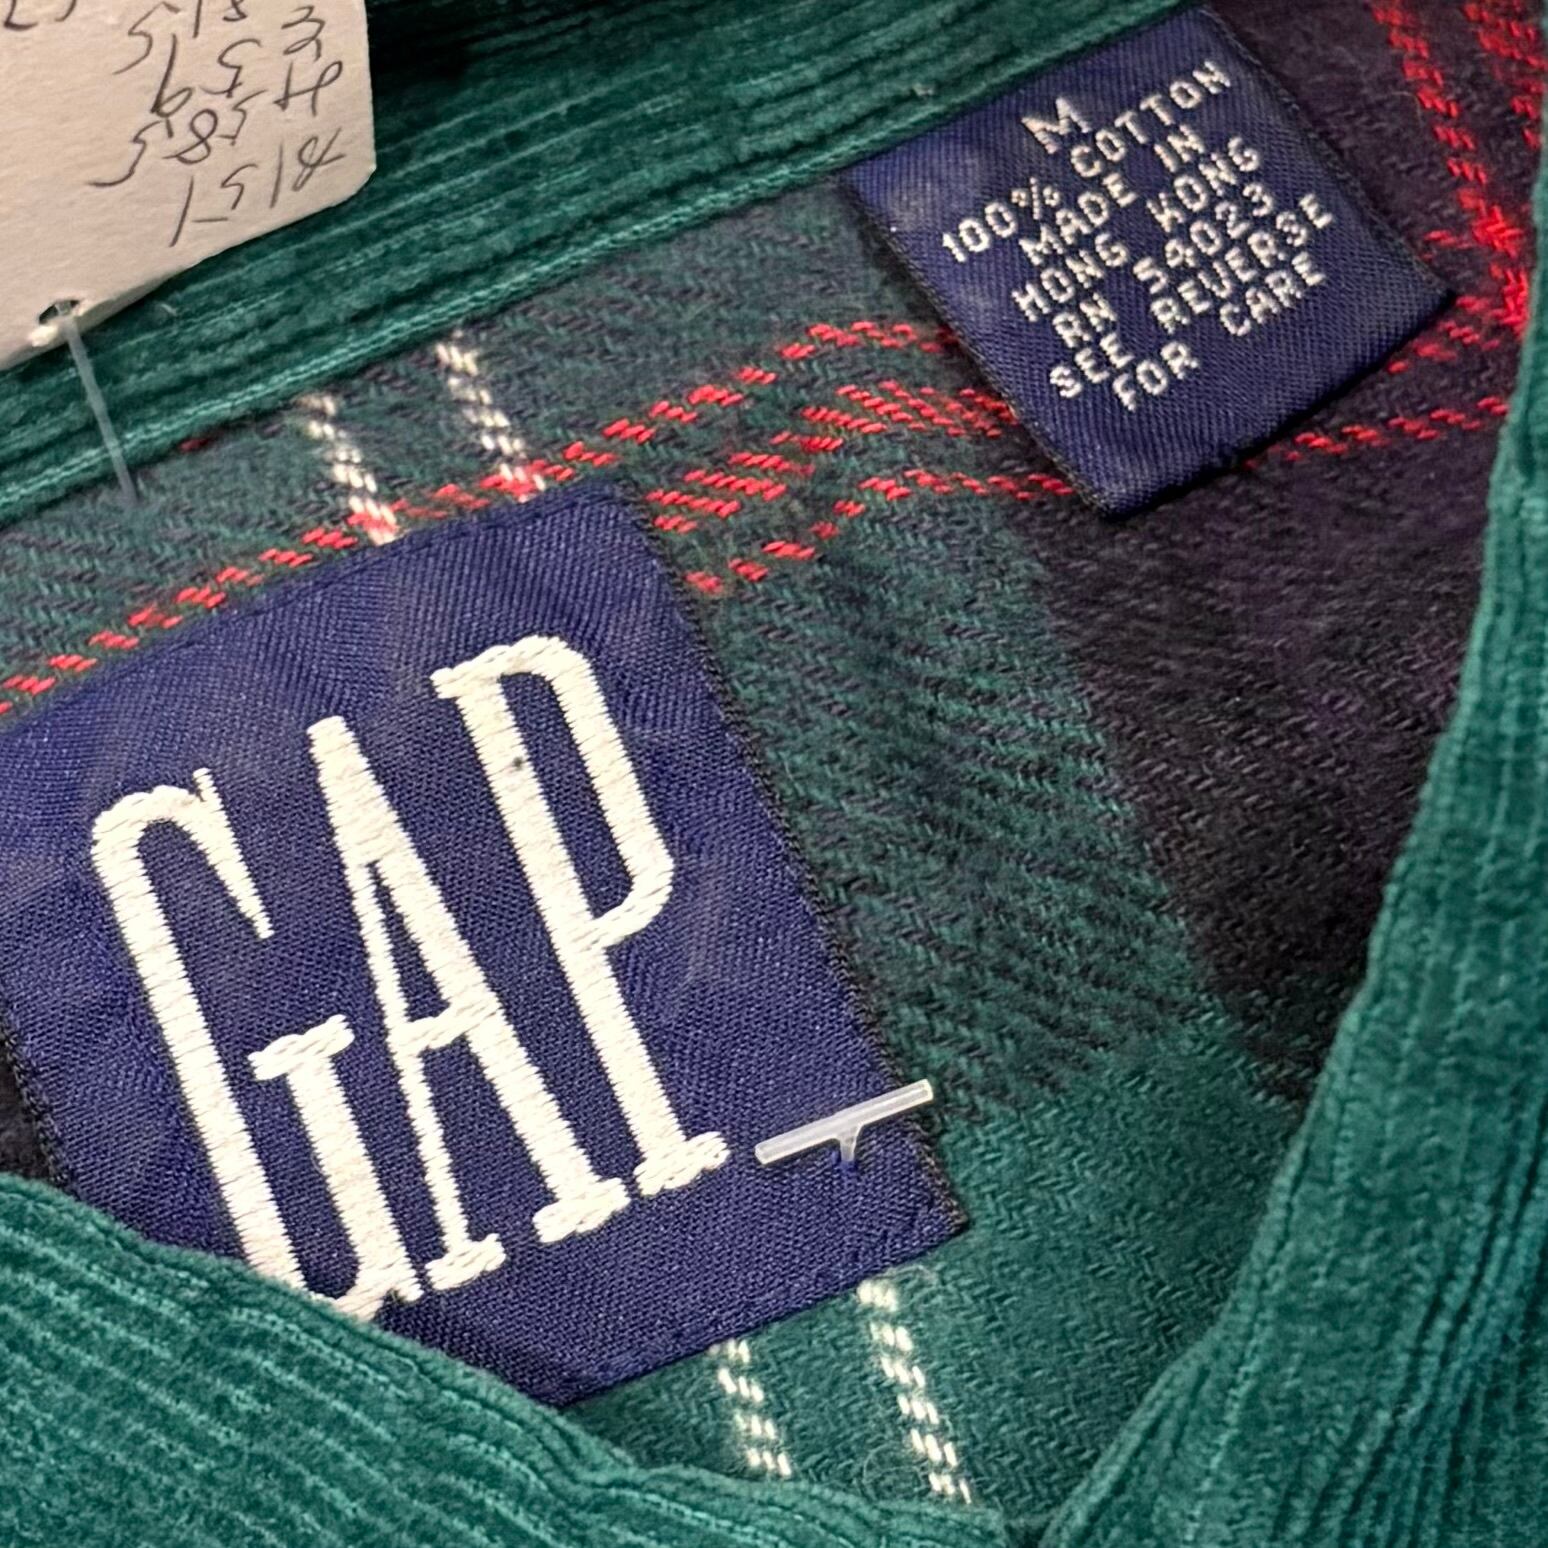 M
100% COTTON
MADE IN
HONG KONG
RN 54023
SEE REVERSE
FOR CARE
GAP